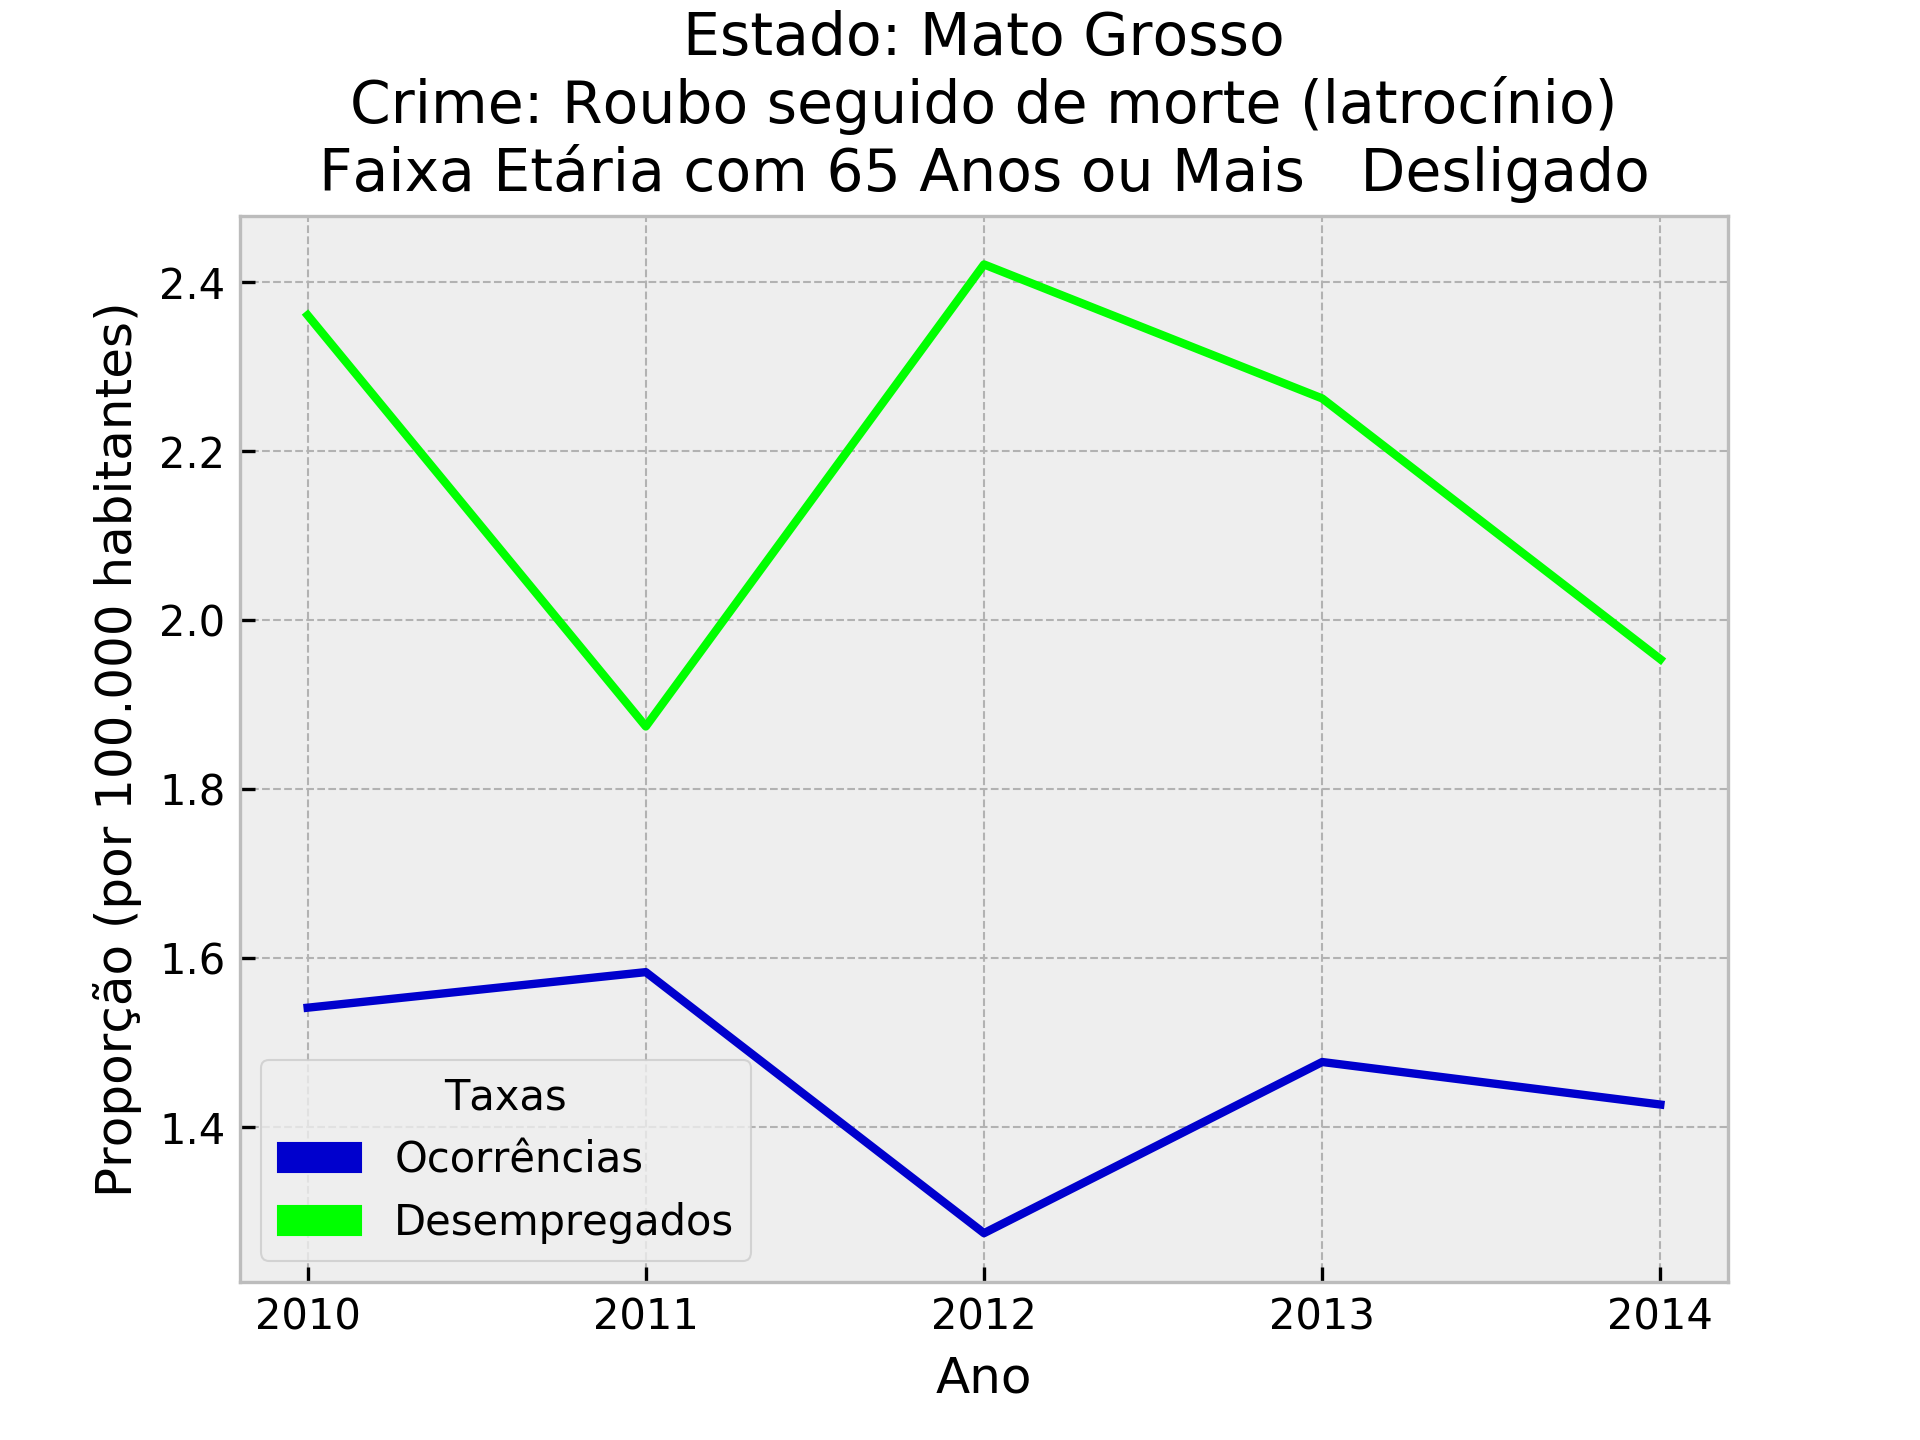 Estado: Mato Grosso
Crime: Roubo seguido de morte (latrocínio)
Faixa Etária com 65 Anos ou Mais   Desligado
Proporção (por 100.000 habitantes)
2.4
2.2
2.0
1.8
1.6
1.4
Taxas
Ocorrências
Desempregados
2010 2011 2012 2013 2014
Ano